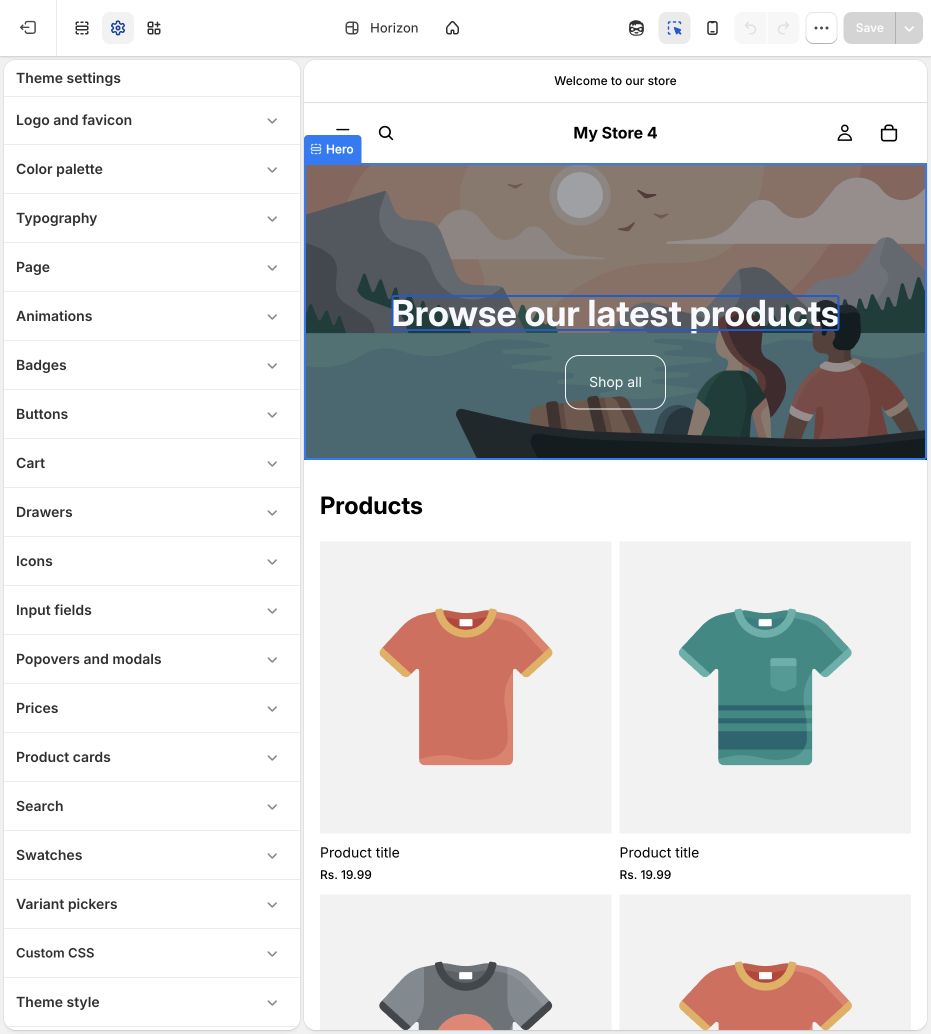 Horizon
Save
Theme settings
Logo and favicon
Color palette
Typography
Page
Animations
Badges
Buttons
Cart
Drawers
Icons
Input fields
Popovers and modals
Prices
Product cards
Search
Swatches
Variant pickers
Custom CSS
Theme style
Welcome to our store
My Store 4
Hero
Browse our latest products
Shop all
Products
Product title
Rs. 19.99
Product title
Rs. 19.99